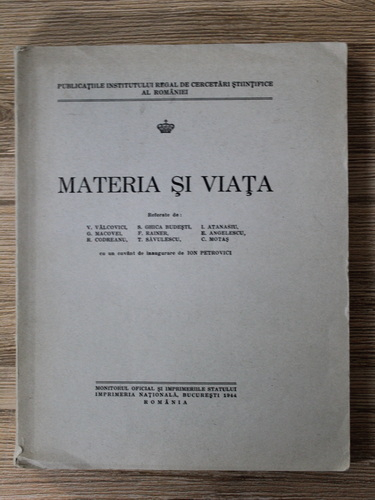 PUBLICAȚIILE INSTITUTULUI REGAL DE CERCETĂRI ȘTIINȚIFICE
AL ROMÂNIEI
MATERIA ȘI VIAȚA
Referate de:
V. VÂLCOVICI, S. GHICA BUDEȘTI, I. ATANASIU,
G. MACOVEI, F. RAINER, E. ANGELESCU,
R. CODREANU, T. SĂVULESCU, C. MOTAȘ
cu un cuvânt de inaugurare de ION PETROVICI
MONITORUL OFICIAL ȘI IMPRIMERIILE STATULUI
IMPRIMERIA NAȚIONALĂ, BUCUREȘTI 1944
ROMÂNIA